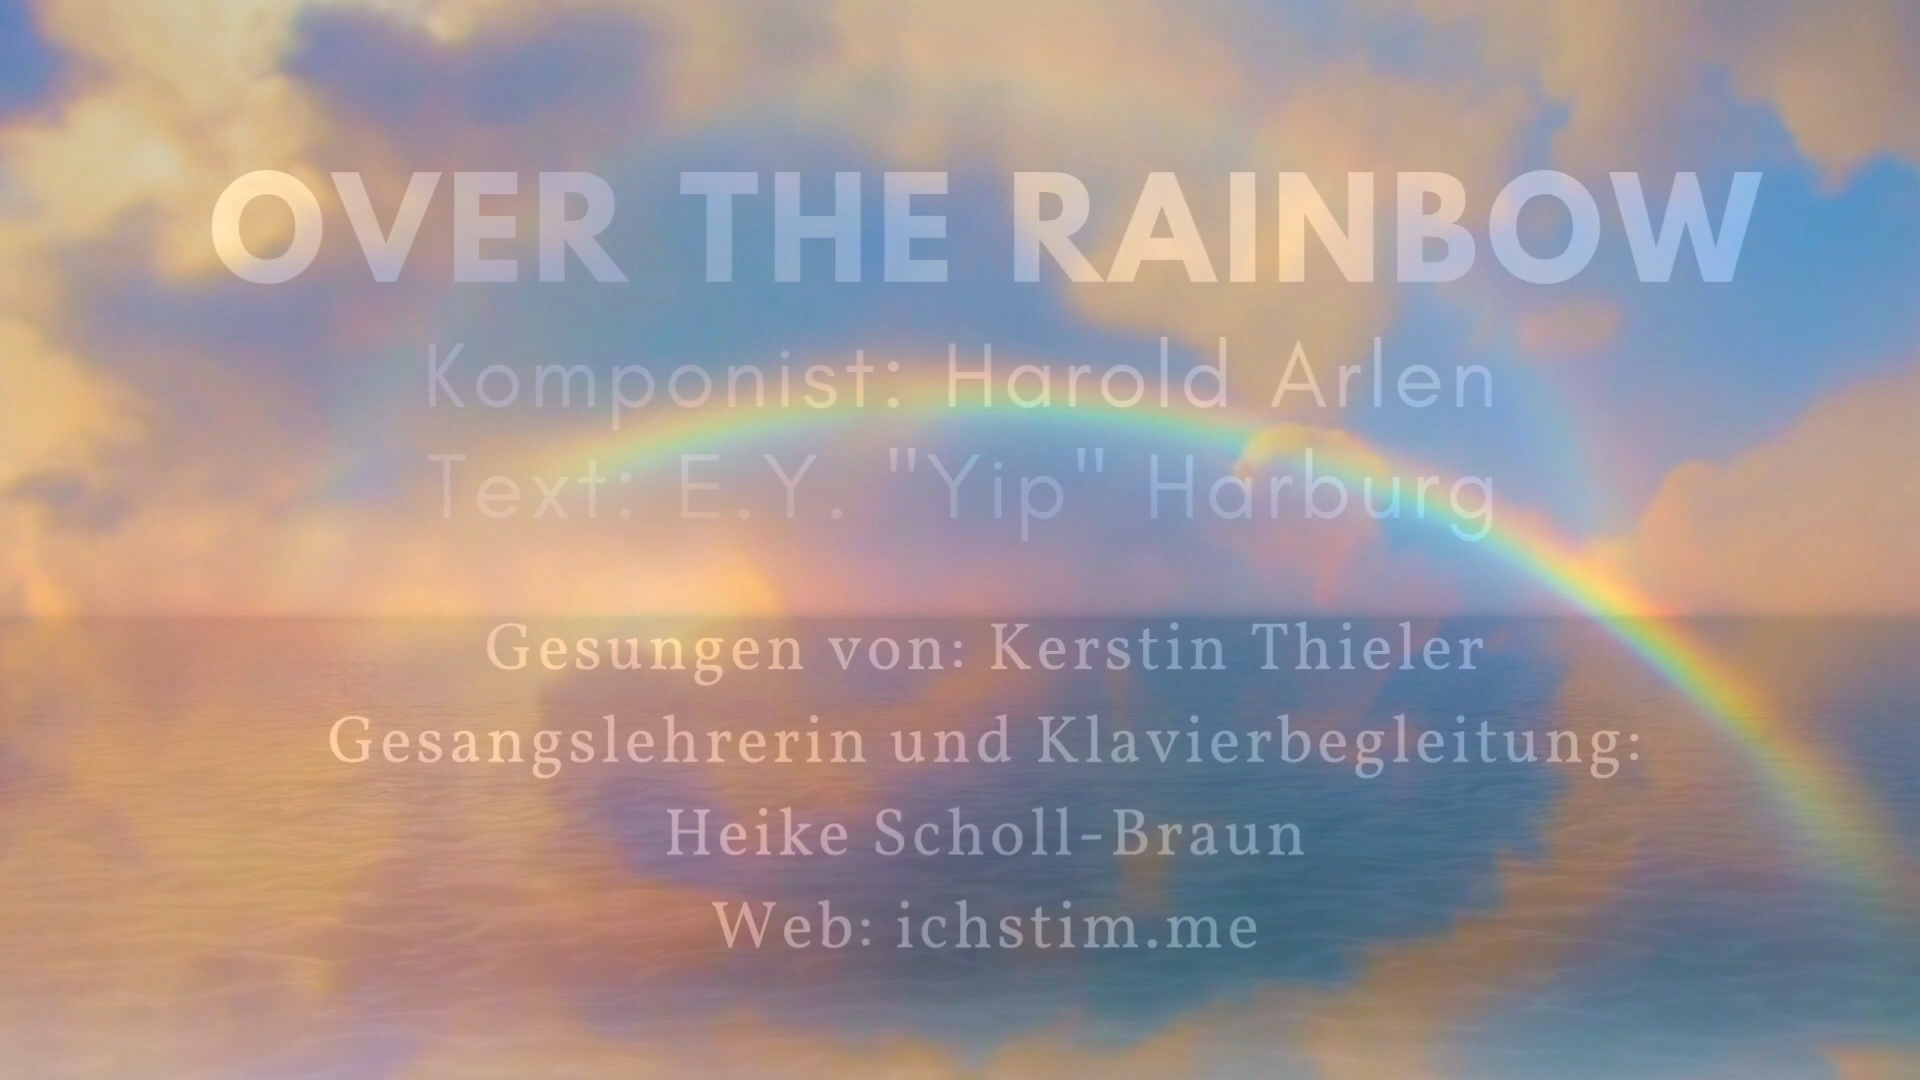 OVER THE RAINBOW
Komponist: Harold Arlen
Text: E.Y. "Yip" Harburg
Gesungen von: Kerstin Thieler
Gesangslehrerin und Klavierbegleitung:
Heike Scholl-Braun
Web: ichstim.me